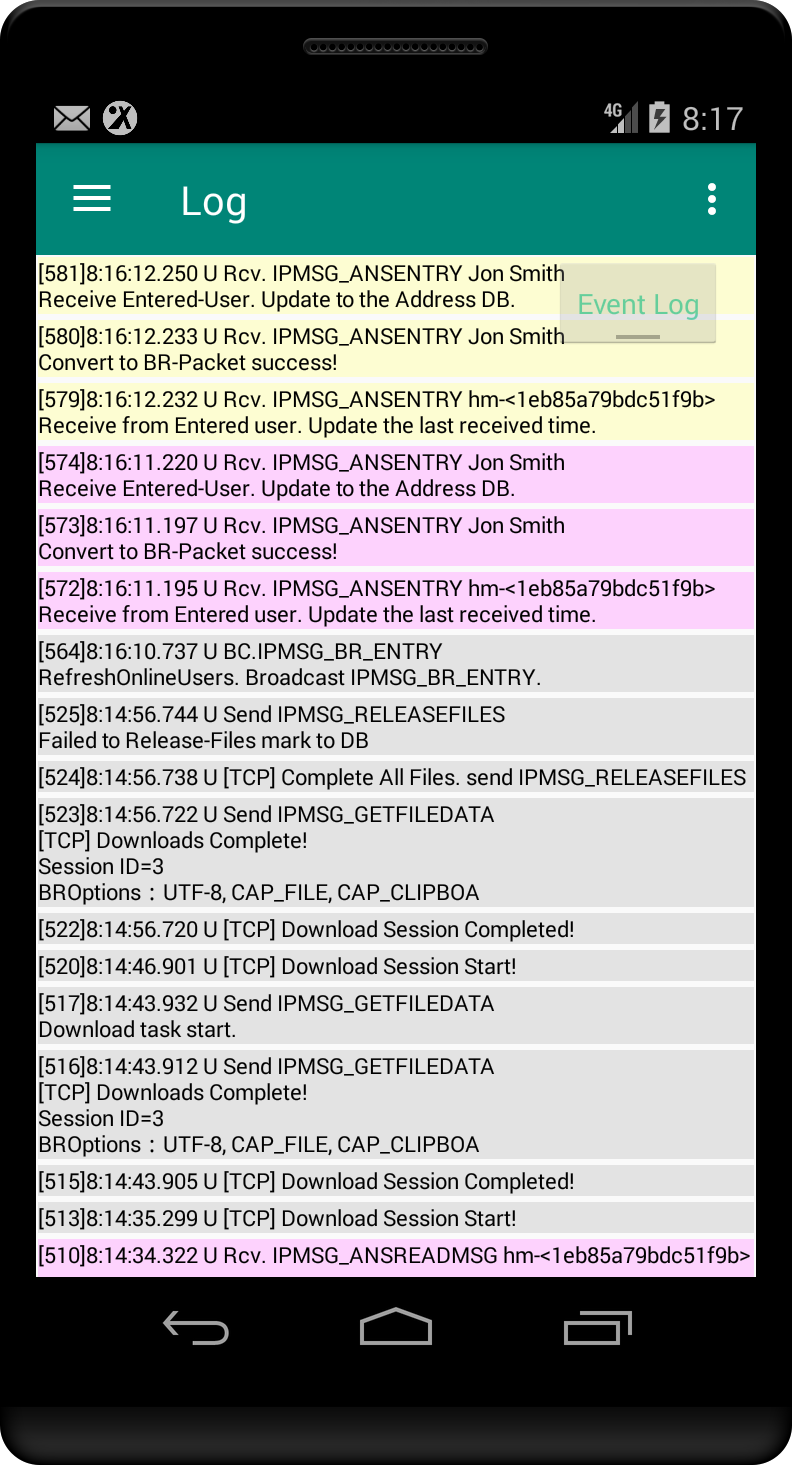 4G 8:17
Log
[581]8:16:12.250 U Rcv. IPMSG_ANSENTRY Jon Smith
Receive Entered-User. Update to the Address DB.
Event Log
[580]8:16:12.233 U Rcv. IPMSG_ANSENTRY Jon Smith
Convert to BR-Packet success!
[579]8:16:12.232 U Rcv. IPMSG_ANSENTRY hm-<1eb85a79bdc51f9b>
Receive from Entered user. Update the last received time.
[574]8:16:11.220 U Rcv. IPMSG_ANSENTRY Jon Smith
Receive Entered-User. Update to the Address DB.
[573]8:16:11.197 U Rcv. IPMSG_ANSENTRY Jon Smith
Convert to BR-Packet success!
[572]8:16:11.195 U Rcv. IPMSG_ANSENTRY hm-<1eb85a79bdc51f9b>
Receive from Entered user. Update the last received time.
[564]8:16:10.737 U BC.IPMSG_BR_ENTRY
RefreshOnlineUsers. Broadcast IPMSG_BR_ENTRY.
[525]8:14:56.744 U Send IPMSG_RELEASEFILES
Failed to Release-Files mark to DB
[524]8:14:56.738 U [TCP] Complete All Files. send IPMSG_RELEASEFILES
[523]8:14:56.722 U Send IPMSG_GETFILEDATA
[TCP] Downloads Complete!
Session ID=3
BROptions：UTF-8, CAP_FILE, CAP_CLIPBOA
[522]8:14:56.720 U [TCP] Download Session Completed!
[520]8:14:46.901 U [TCP] Download Session Start!
[517]8:14:43.932 U Send IPMSG_GETFILEDATA
Download task start.
[516]8:14:43.912 U Send IPMSG_GETFILEDATA
[TCP] Downloads Complete!
Session ID=3
BROptions：UTF-8, CAP_FILE, CAP_CLIPBOA
[515]8:14:43.905 U [TCP] Download Session Completed!
[513]8:14:35.299 U [TCP] Download Session Start!
[510]8:14:34.322 U Rcv. IPMSG_ANSREADMSG hm-<1eb85a79bdc51f9b>